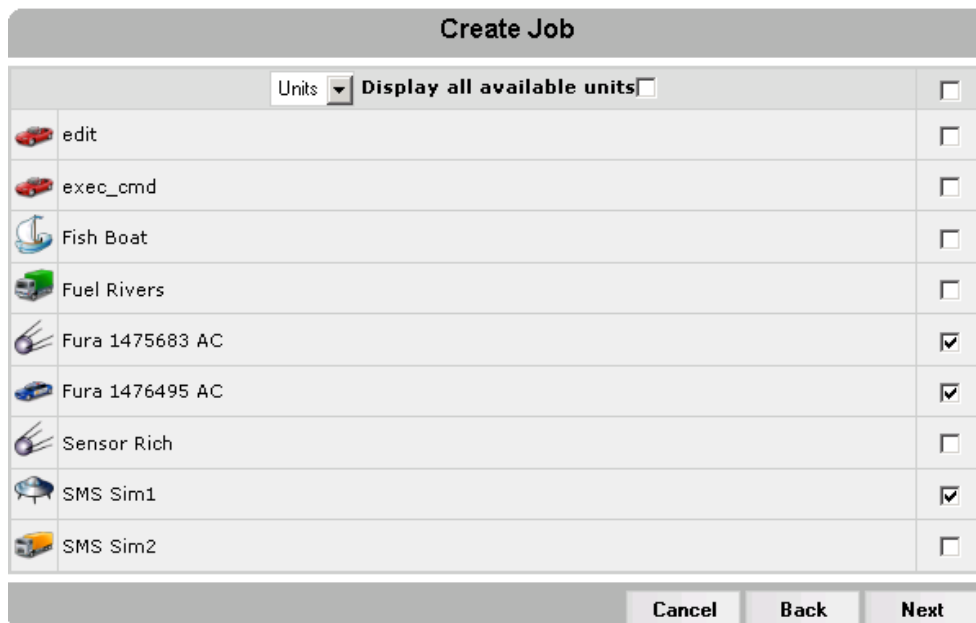 Create Job
Units Display all available units
edit
exec_cmd
Fish Boat
Fuel Rivers
Fura 1475683 AC
Fura 1476495 AC
Sensor Rich
SMS Sim1
SMS Sim2
Cancel Back Next